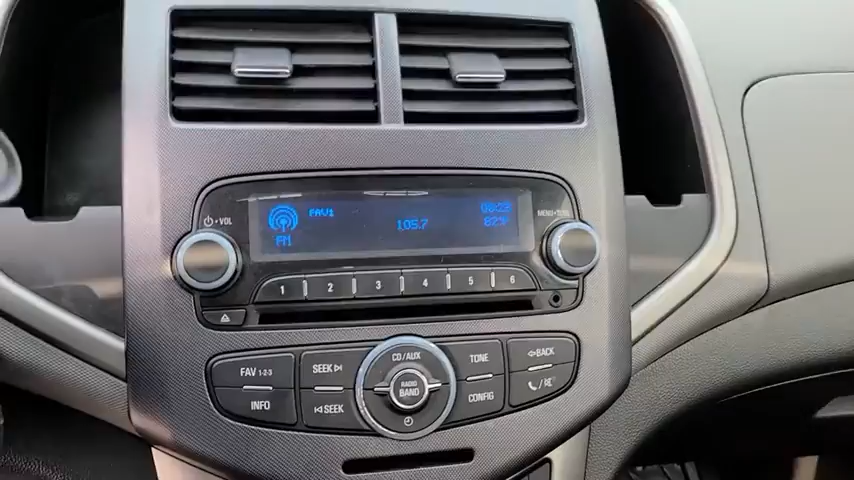 FAV1
105.7
87°F
FM
VOL
MENU
1 2 3 4 5 6
FAV 1-2-3
SEEK
CD/AUX
TONE
BACK
RADIO
BAND
INFO
SEEK
CONFIG